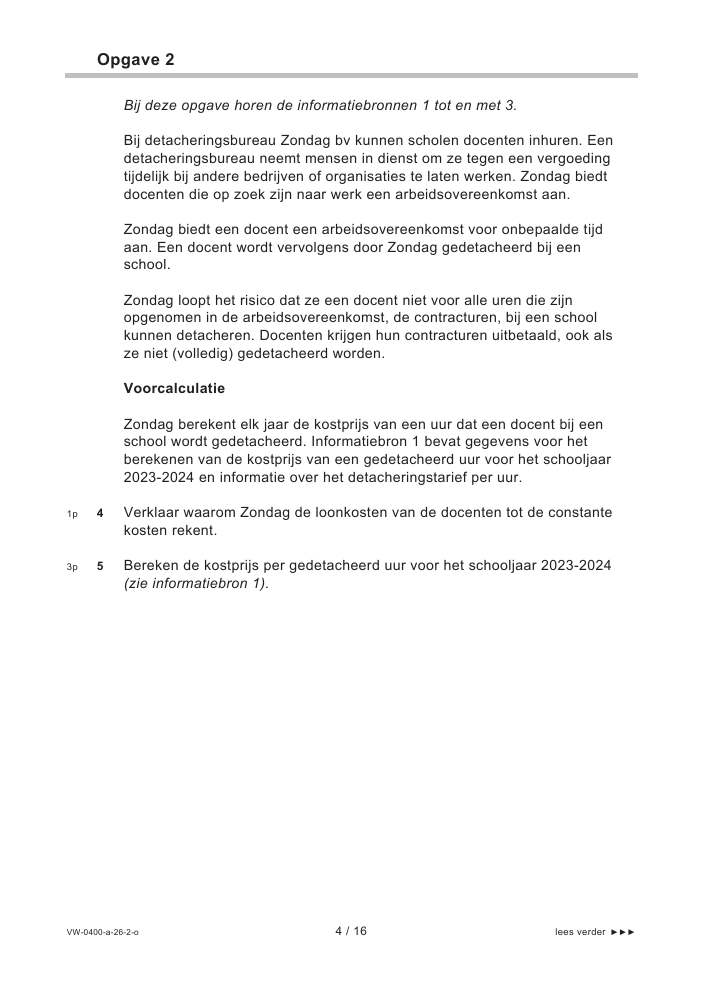 Opgave 2
Bij deze opgave horen de informatiebronnen 1 tot en met 3.
Bij detacheringsbureau Zondag bv kunnen scholen docenten inhuren. Een
detacheringsbureau neemt mensen in dienst om ze tegen een vergoeding
tijdelijk bij andere bedrijven of organisaties te laten werken. Zondag biedt
docenten die op zoek zijn naar werk een arbeidsovereenkomst aan.
Zondag biedt een docent een arbeidsovereenkomst voor onbepaalde tijd
aan. Een docent wordt vervolgens door Zondag gedetacheerd bij een
school.
Zondag loopt het risico dat ze een docent niet voor alle uren die zijn
opgenomen in de arbeidsovereenkomst, de contracturen, bij een school
kunnen detacheren. Docenten krijgen hun contracturen uitbetaald, ook als
ze niet (volledig) gedetacheerd worden.
Voorcalculatie
Zondag berekent elk jaar de kostprijs van een uur dat een docent bij een
school wordt gedetacheerd. Informatiebron 1 bevat gegevens voor het
berekenen van de kostprijs van een gedetacheerd uur voor het schooljaar
2023-2024 en informatie over het detacheringstarief per uur.
1p 4 Verklaar waarom Zondag de loonkosten van de docenten tot de constante
kosten rekent.
3p 5 Bereken de kostprijs per gedetacheerd uur voor het schooljaar 2023-2024
(zie informatiebron 1).
VW-0400-a-26-2-o 4 / 16 lees verder ►►►